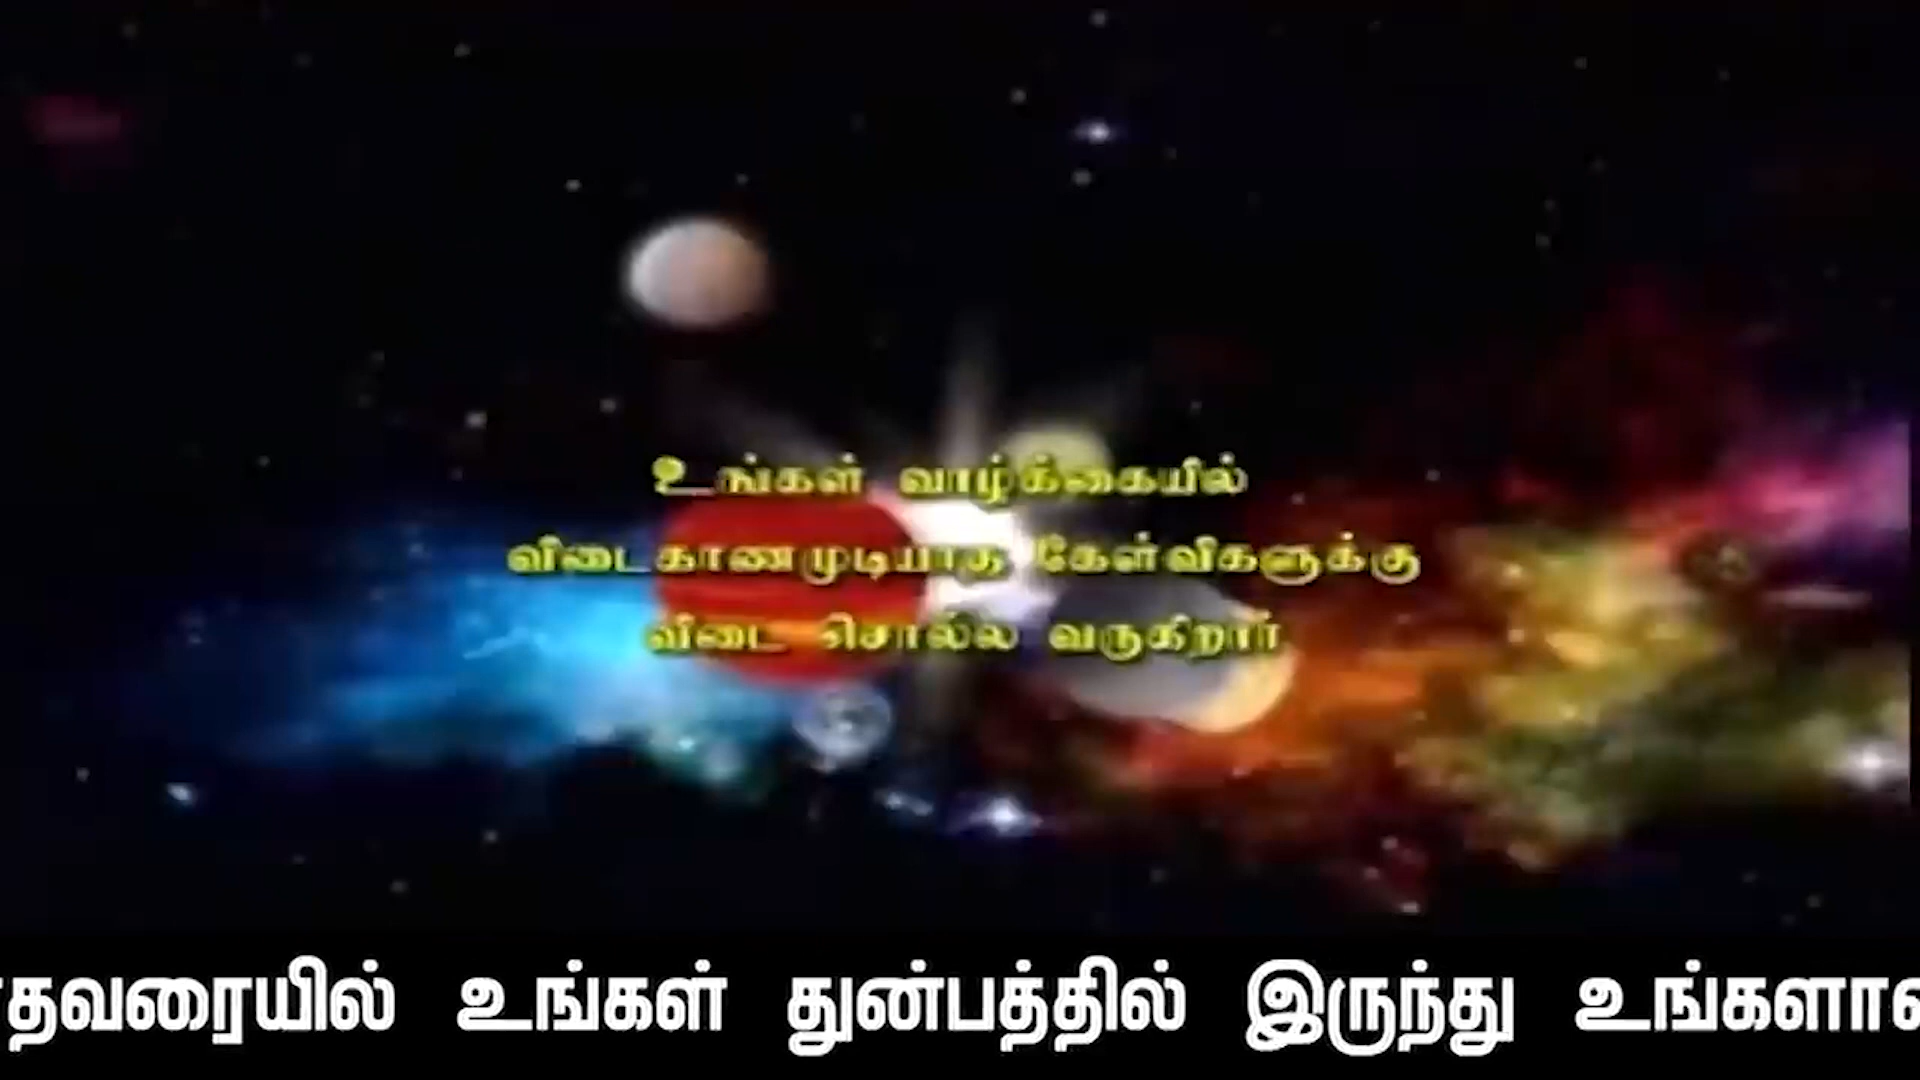 உங்கள் வாழ்க்கையில்
விடைகாணமுடியாத கேள்விகளுக்கு
விடை சொல்ல வருகிறார்
தவரையில் உங்கள் துன்பத்தில் இருந்து உங்களால